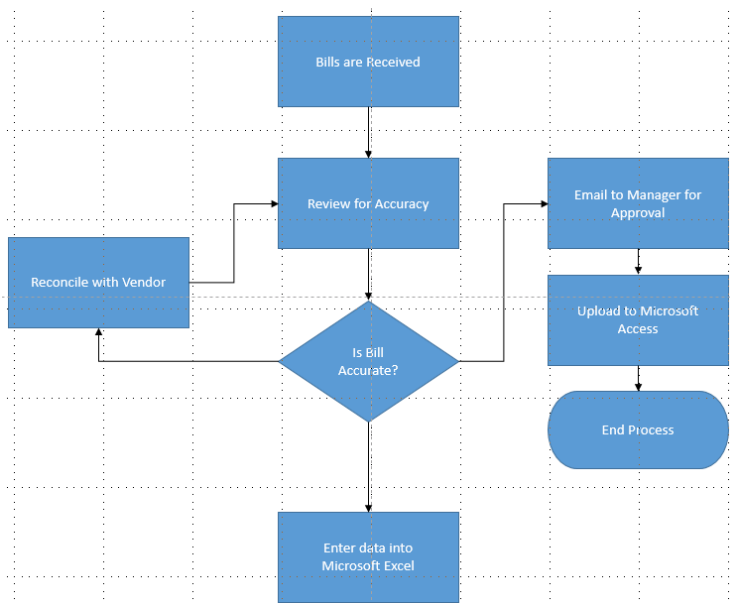 Bills are Received
Review for Accuracy
Email to Manager for
Approval
Reconcile with Vendor
Upload to Microsoft
Access
Is Bill
Accurate?
End Process
Enter data into
Microsoft Excel